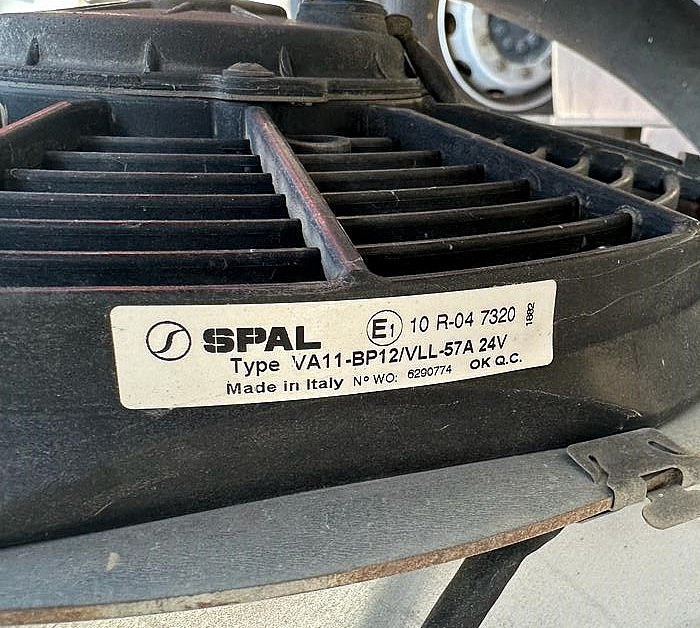 SPAL E1 10 R-04 7320 1882
Type VA11-BP12/VLL-57A 24V
Made in Italy N° WO: 6290774 OK Q.C.